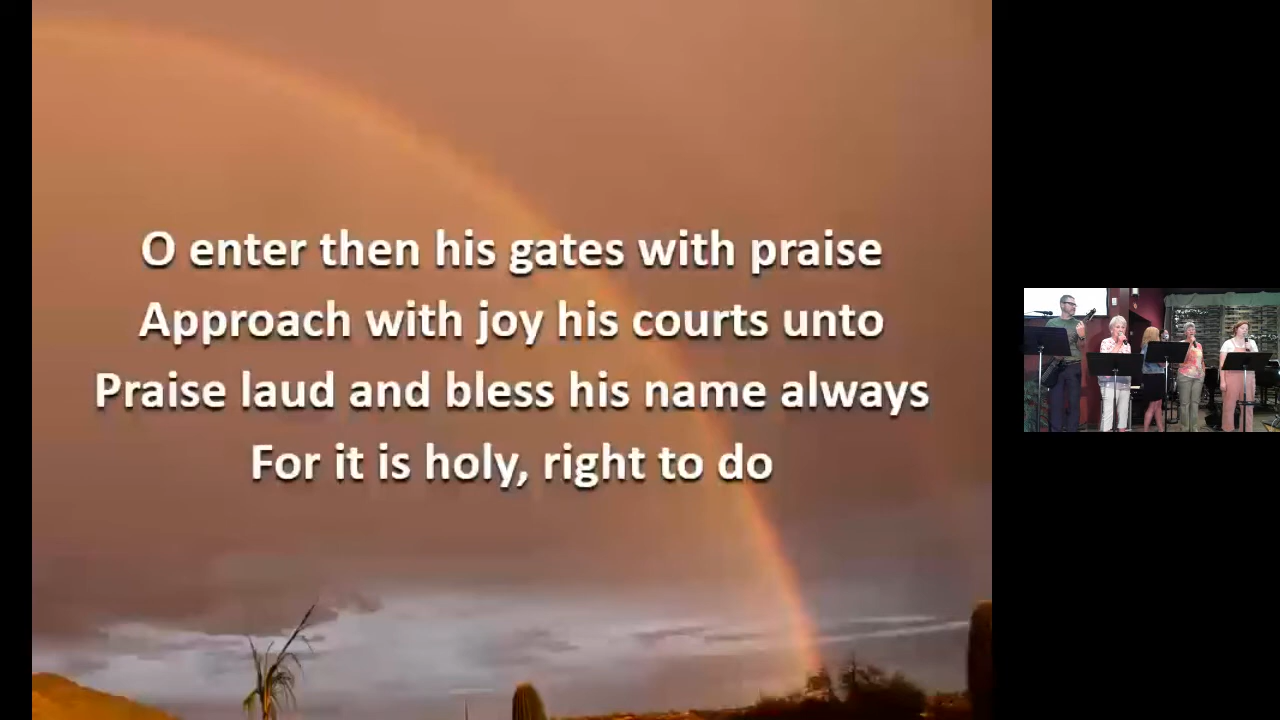 O enter then his gates with praise
Approach with joy his courts unto
Praise laud and bless his name always
For it is holy, right to do